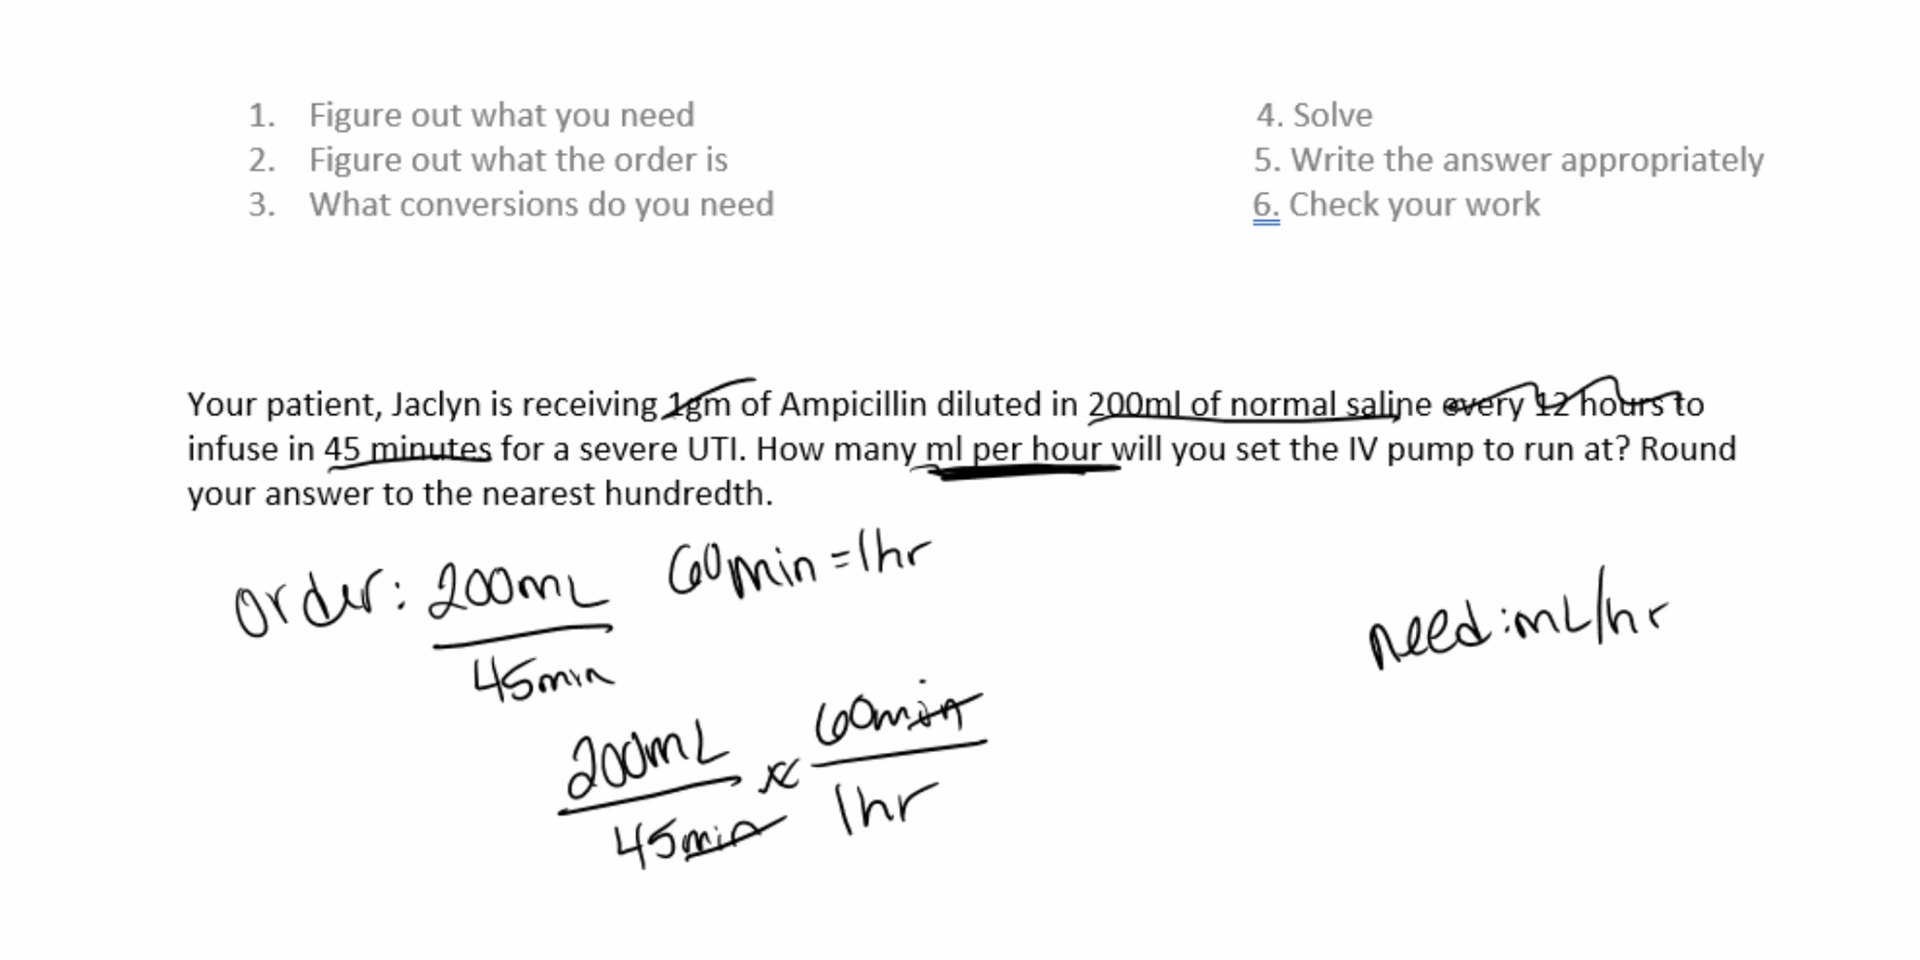 1. Figure out what you need
2. Figure out what the order is
3. What conversions do you need
4. Solve
5. Write the answer appropriately
6. Check your work
Your patient, Jaclyn is receiving 1gm of Ampicillin diluted in 200ml of normal saline every 12 hours to
infuse in 45 minutes for a severe UTI. How many ml per hour will you set the IV pump to run at? Round
your answer to the nearest hundredth.
order: 200mL 60min = 1hr
45min
need: mL/hr
200mL x 60min
45min 1hr